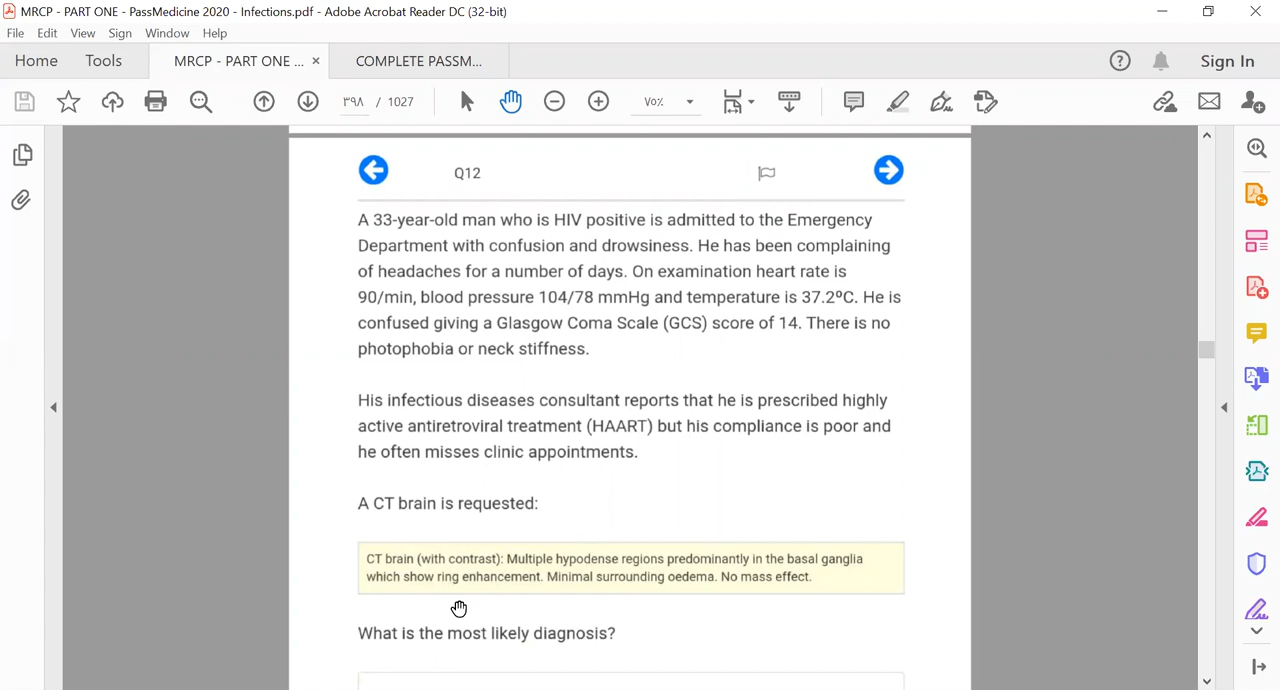 MRCP - PART ONE - PassMedicine 2020 - Infections.pdf - Adobe Acrobat Reader DC (32-bit)
File Edit View Sign Window Help
Home Tools MRCP - PART ONE ... × COMPLETE PASSM... Sign In
٣٩٨ / 1027 ٧٥%
Q12
A 33-year-old man who is HIV positive is admitted to the Emergency
Department with confusion and drowsiness. He has been complaining
of headaches for a number of days. On examination heart rate is
90/min, blood pressure 104/78 mmHg and temperature is 37.2ºC. He is
confused giving a Glasgow Coma Scale (GCS) score of 14. There is no
photophobia or neck stiffness.
His infectious diseases consultant reports that he is prescribed highly
active antiretroviral treatment (HAART) but his compliance is poor and
he often misses clinic appointments.
A CT brain is requested:
CT brain (with contrast): Multiple hypodense regions predominantly in the basal ganglia
which show ring enhancement. Minimal surrounding oedema. No mass effect.
What is the most likely diagnosis?